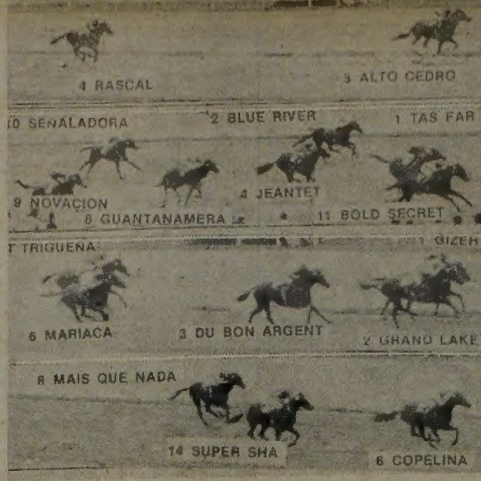 4 RASCAL
3 ALTO CEDRO
10 SEÑALADORA
2 BLUE RIVER
1 TAS FAR
9 NOVACION
4 JEANTET
8 GUANTANAMERA
11 BOLD SECRET
TRIGUEÑA
1 GIZEH
6 MARIACA
3 DU BON ARGENT
2 GRAND LAKE
8 MAIS QUE NADA
14 SUPER SHA
6 COPELINA